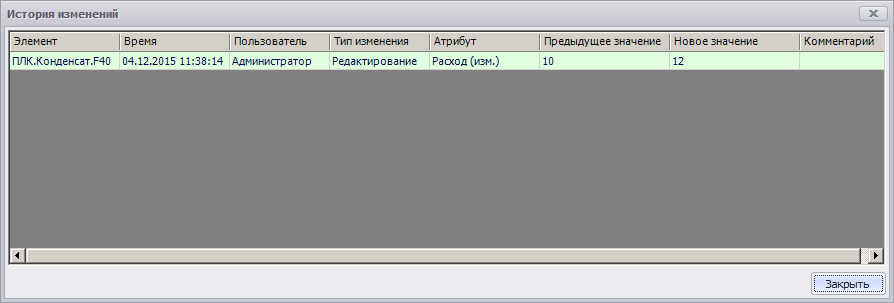 История изменений
Элемент Время Пользователь Тип изменения Атрибут Предыдущее значение Новое значение Комментарий
ПЛК.Конденсат.F40 04.12.2015 11:38:14 Администратор Редактирование Расход (изм.) 10 12
Закрыть